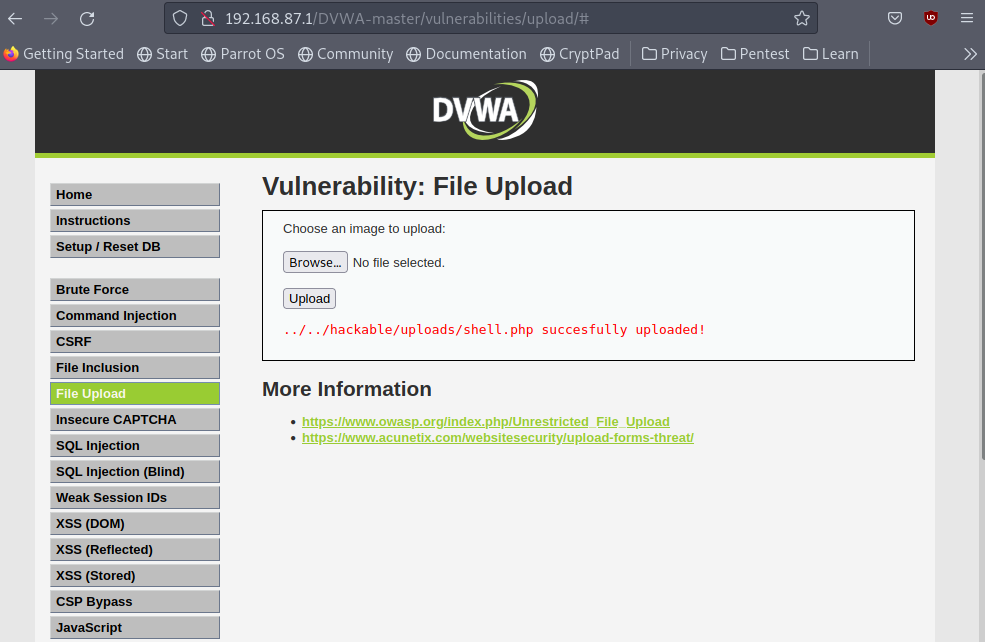 192.168.87.1/DVWA-master/vulnerabilities/upload/#
Getting Started Start Parrot OS Community Documentation CryptPad Privacy Pentest Learn
DVWA
Home
Instructions
Setup / Reset DB
Brute Force
Command Injection
CSRF
File Inclusion
File Upload
Insecure CAPTCHA
SQL Injection
SQL Injection (Blind)
Weak Session IDs
XSS (DOM)
XSS (Reflected)
XSS (Stored)
CSP Bypass
JavaScript
Vulnerability: File Upload
Choose an image to upload:
Browse... No file selected.
Upload
../../hackable/uploads/shell.php succesfully uploaded!
More Information
• https://www.owasp.org/index.php/Unrestricted_File_Upload
• https://www.acunetix.com/websitesecurity/upload-forms-threat/